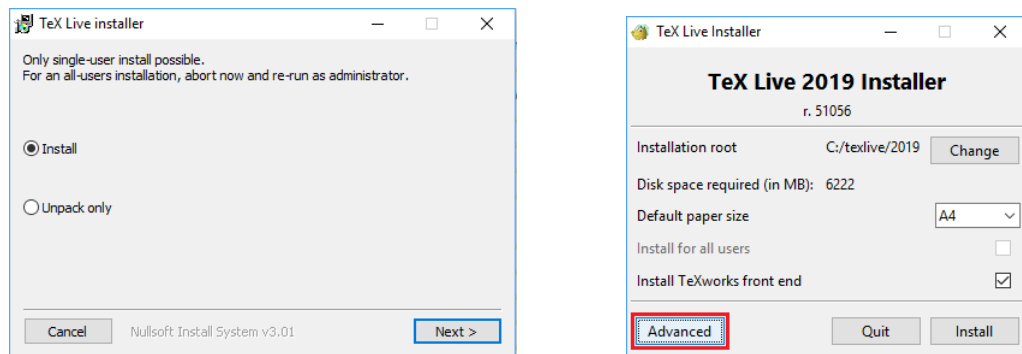 TeX Live installer
Only single-user install possible.
For an all-users installation, abort now and re-run as administrator.
Install
Unpack only
Cancel
Nullsoft Install System v3.01
Next >
TeX Live Installer
TeX Live 2019 Installer
r. 51056
Installation root C:/texlive/2019 Change
Disk space required (in MB): 6222
Default paper size A4
Install for all users
Install TeXworks front end
Advanced Quit Install